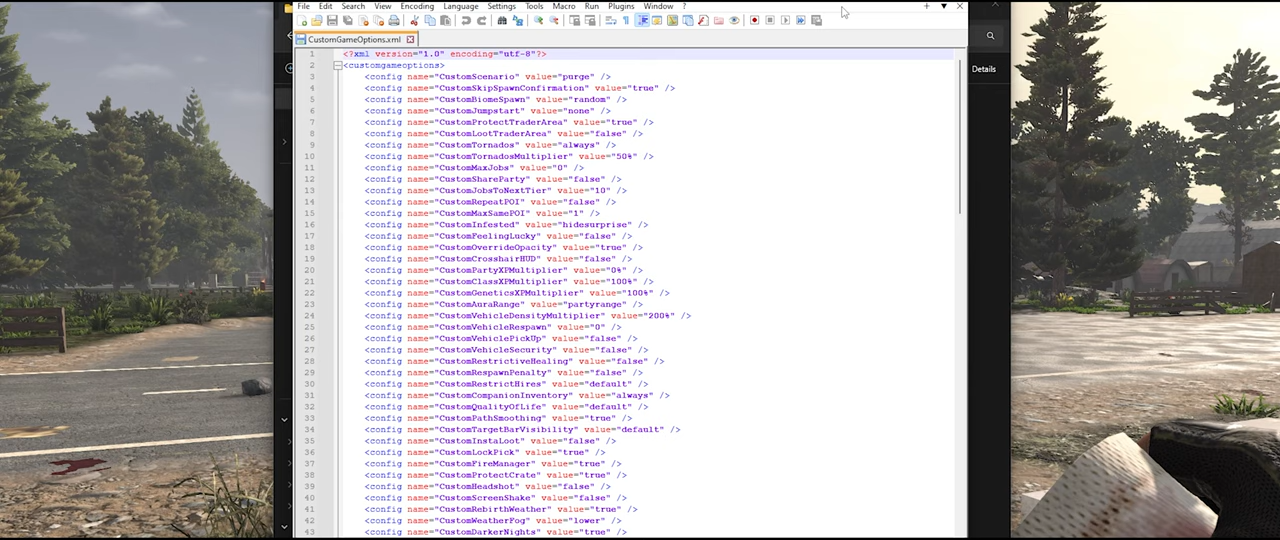 File Edit Search View Encoding Language Settings Tools Macro Run Plugins Window ?
CustomGameOptions.xml
Details
1 <?xml version="1.0" encoding="utf-8"?>
2 <customgameoptions>
3 <config name="CustomScenario" value="purge" />
4 <config name="CustomSkipSpawnConfirmation" value="true" />
5 <config name="CustomBiomeSpawn" value="random" />
6 <config name="CustomJumpstart" value="none" />
7 <config name="CustomProtectTraderArea" value="true" />
8 <config name="CustomLootTraderArea" value="false" />
9 <config name="CustomTornados" value="always" />
10 <config name="CustomTornadosMultiplier" value="50%" />
11 <config name="CustomMaxJobs" value="0" />
12 <config name="CustomShareParty" value="false" />
13 <config name="CustomJobsToNextTier" value="10" />
14 <config name="CustomRepeatPOI" value="false" />
15 <config name="CustomMaxSamePOI" value="1" />
16 <config name="CustomInfested" value="hidesurprise" />
17 <config name="CustomFeelingLucky" value="false" />
18 <config name="CustomOverrideOpacity" value="true" />
19 <config name="CustomCrosshairHUD" value="false" />
20 <config name="CustomPartyXPMultiplier" value="0%" />
21 <config name="CustomClassXPMultiplier" value="100%" />
22 <config name="CustomGeneticsXPMultiplier" value="100%" />
23 <config name="CustomAuraRange" value="partyrange" />
24 <config name="CustomVehicleDensityMultiplier" value="200%" />
25 <config name="CustomVehicleRespawn" value="0" />
26 <config name="CustomVehiclePickUp" value="false" />
27 <config name="CustomVehicleSecurity" value="false" />
28 <config name="CustomRestrictiveHealing" value="false" />
29 <config name="CustomRespawnPenalty" value="false" />
30 <config name="CustomRestrictHires" value="default" />
31 <config name="CustomCompanionInventory" value="always" />
32 <config name="CustomQualityOfLife" value="default" />
33 <config name="CustomPathSmoothing" value="true" />
34 <config name="CustomTargetBarVisibility" value="default" />
35 <config name="CustomInstaLoot" value="false" />
36 <config name="CustomLockPick" value="true" />
37 <config name="CustomFireManager" value="true" />
38 <config name="CustomProtectCrate" value="true" />
39 <config name="CustomHeadshot" value="false" />
40 <config name="CustomScreenShake" value="false" />
41 <config name="CustomRebirthWeather" value="true" />
42 <config name="CustomWeatherFog" value="lower" />
43 <config name="CustomDarkerNights" value="true" />